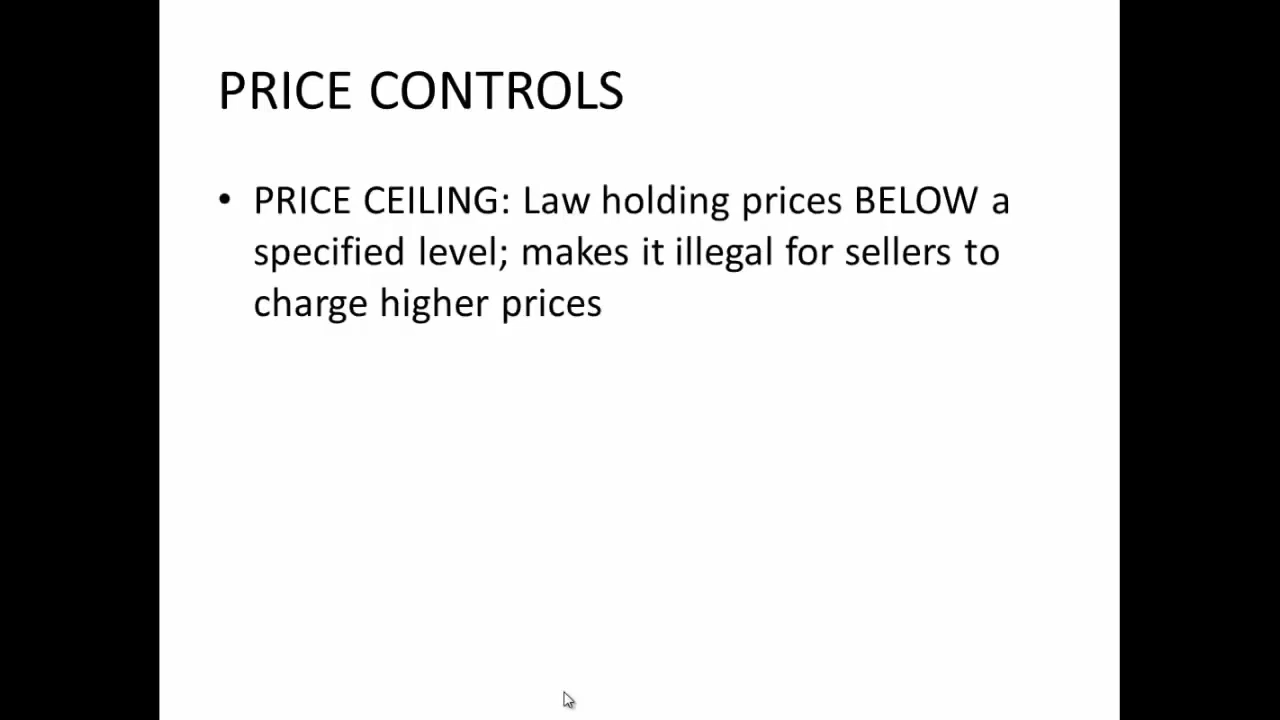 PRICE CONTROLS
• PRICE CEILING: Law holding prices BELOW a
specified level; makes it illegal for sellers to
charge higher prices